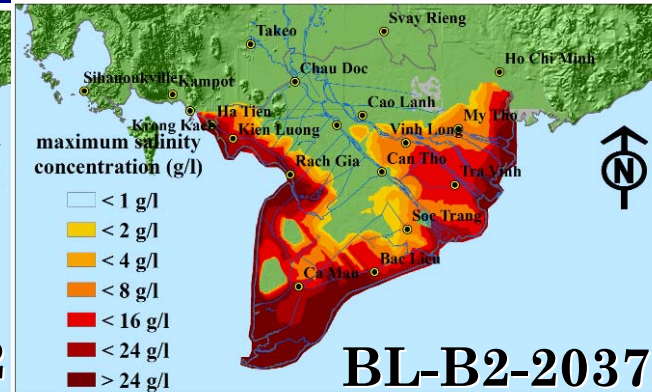 Svay Rieng
Takeo
Ho Chi Minh
Chau Doc
Sihanoukville
Kampot
Ha Tien
Cao Lanh
My Tho
Krong Kaeb
Kien Luong
Vinh Long
maximum salinity
concentration (g/l)
Rach Gia
Can Tho
Tra Vinh
N
< 1 g/l
< 2 g/l
Soc Trang
< 4 g/l
Bac Lieu
< 8 g/l
Ca Mau
< 16 g/l
< 24 g/l
> 24 g/l
BL-B2-2037